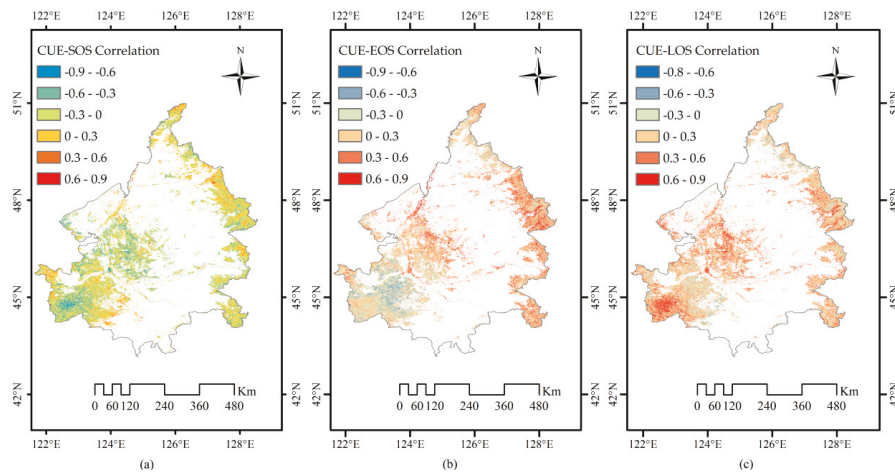 122°E 124°E 126°E 128°E
CUE-SOS Correlation
N
-0.9 - -0.6
-0.6 - -0.3
-0.3 - 0
0 - 0.3
0.3 - 0.6
0.6 - 0.9
51°N
48°N
45°N
42°N
Km
0 60 120 240 360 480
122°E 124°E 126°E 128°E
(a)
122°E 124°E 126°E 128°E
CUE-EOS Correlation
N
-0.9 - -0.6
-0.6 - -0.3
-0.3 - 0
0 - 0.3
0.3 - 0.6
0.6 - 0.9
51°N
48°N
45°N
42°N
Km
0 60 120 240 360 480
122°E 124°E 126°E 128°E
(b)
122°E 124°E 126°E 128°E
CUE-LOS Correlation
N
-0.8 - -0.6
-0.6 - -0.3
-0.3 - 0
0 - 0.3
0.3 - 0.6
0.6 - 0.9
51°N
48°N
45°N
42°N
Km
0 60 120 240 360 480
122°E 124°E 126°E 128°E
(c)
51°N
48°N
45°N
42°N